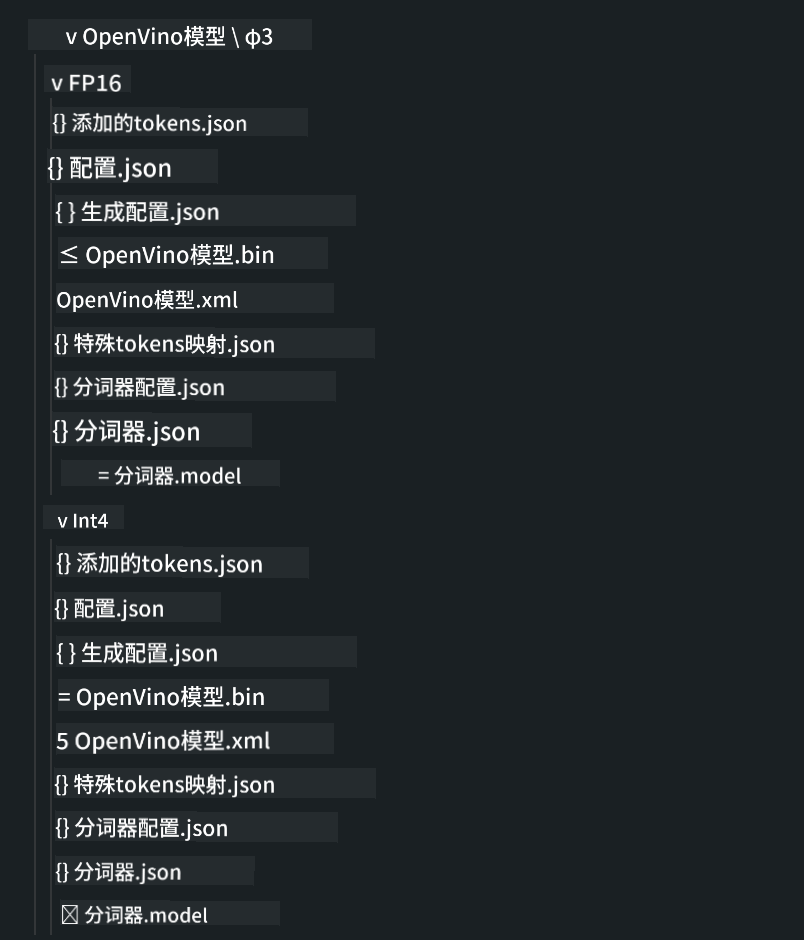 v OpenVino模型 \ ф3
v FP16
{} 添加的tokens.json
{} 配置.json
{ } 生成配置.json
≤ OpenVino模型.bin
OpenVino模型.xml
{} 特殊tokens映射.json
{} 分词器配置.json
{} 分词器.json
= 分词器.model
v Int4
{} 添加的tokens.json
{} 配置.json
{ } 生成配置.json
= OpenVino模型.bin
5 OpenVino模型.xml
{} 特殊tokens映射.json
{} 分词器配置.json
{} 分词器.json
分词器.model